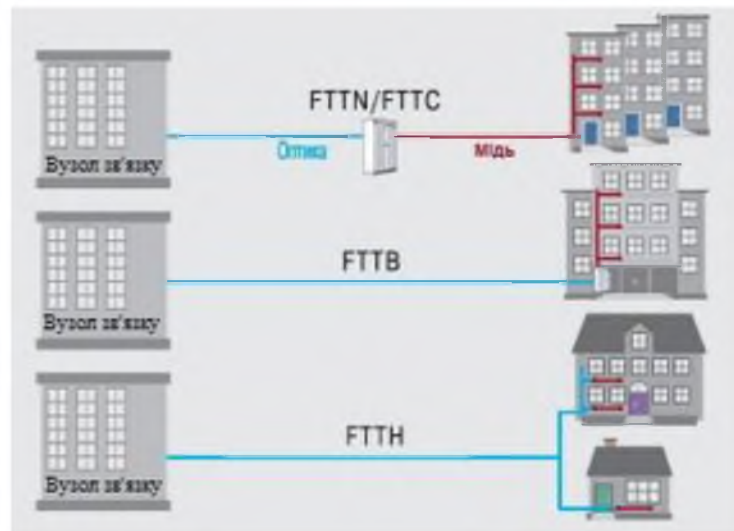 FTTN/FTTC
Оптика
мідь
Вузол зв'язку
FTTB
Вузол зв'язку
FTTH
Вузол зв'язку